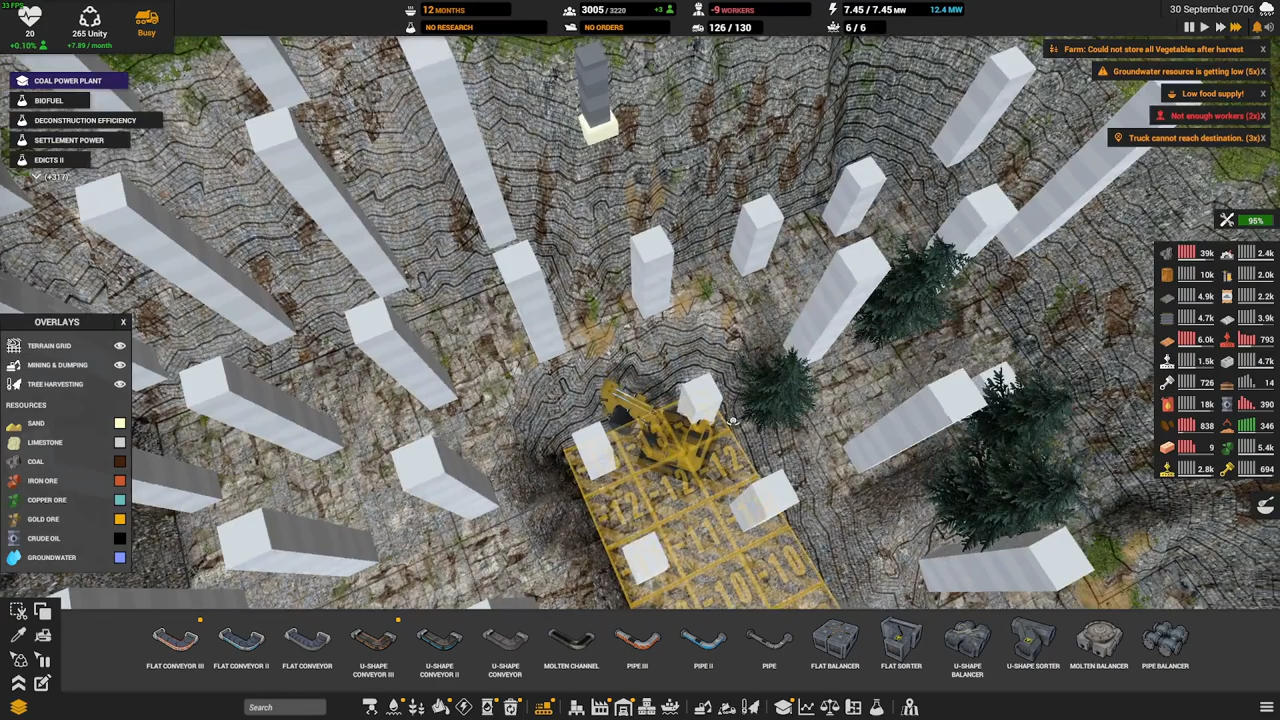 33 FPS
20
+0.10%
265 Unity
+7.89 / month
Busy
12 MONTHS
NO RESEARCH
3005 / 3220
+3
NO ORDERS
-9 WORKERS
126 / 130
7.45 / 7.45 MW
12.4 MW
6 / 6
30 September 0706
Farm: Could not store all Vegetables after harvest X
Groundwater resource is getting low (5x) X
Low food supply! X
Not enough workers (2x) X
Truck cannot reach destination. (3x) X
COAL POWER PLANT
BIOFUEL
DECONSTRUCTION EFFICIENCY
SETTLEMENT POWER
EDICTS II
(+317)
95%
39k 2.4k
10k 2.0k
4.9k 2.2k
4.7k 3.9k
6.0k 793
1.5k 4.7k
726 14
18k 390
838 346
9 5.4k
2.8k 694
OVERLAYS X
TERRAIN GRID
MINING & DUMPING
TREE HARVESTING
RESOURCES
SAND
LIMESTONE
COAL
IRON ORE
COPPER ORE
GOLD ORE
CRUDE OIL
GROUNDWATER
-12
-10
FLAT CONVEYOR III
FLAT CONVEYOR II
FLAT CONVEYOR
U-SHAPE CONVEYOR III
U-SHAPE CONVEYOR II
U-SHAPE CONVEYOR
MOLTEN CHANNEL
PIPE III
PIPE II
PIPE
FLAT BALANCER
FLAT SORTER
U-SHAPE BALANCER
U-SHAPE SORTER
MOLTEN BALANCER
PIPE BALANCER
Search